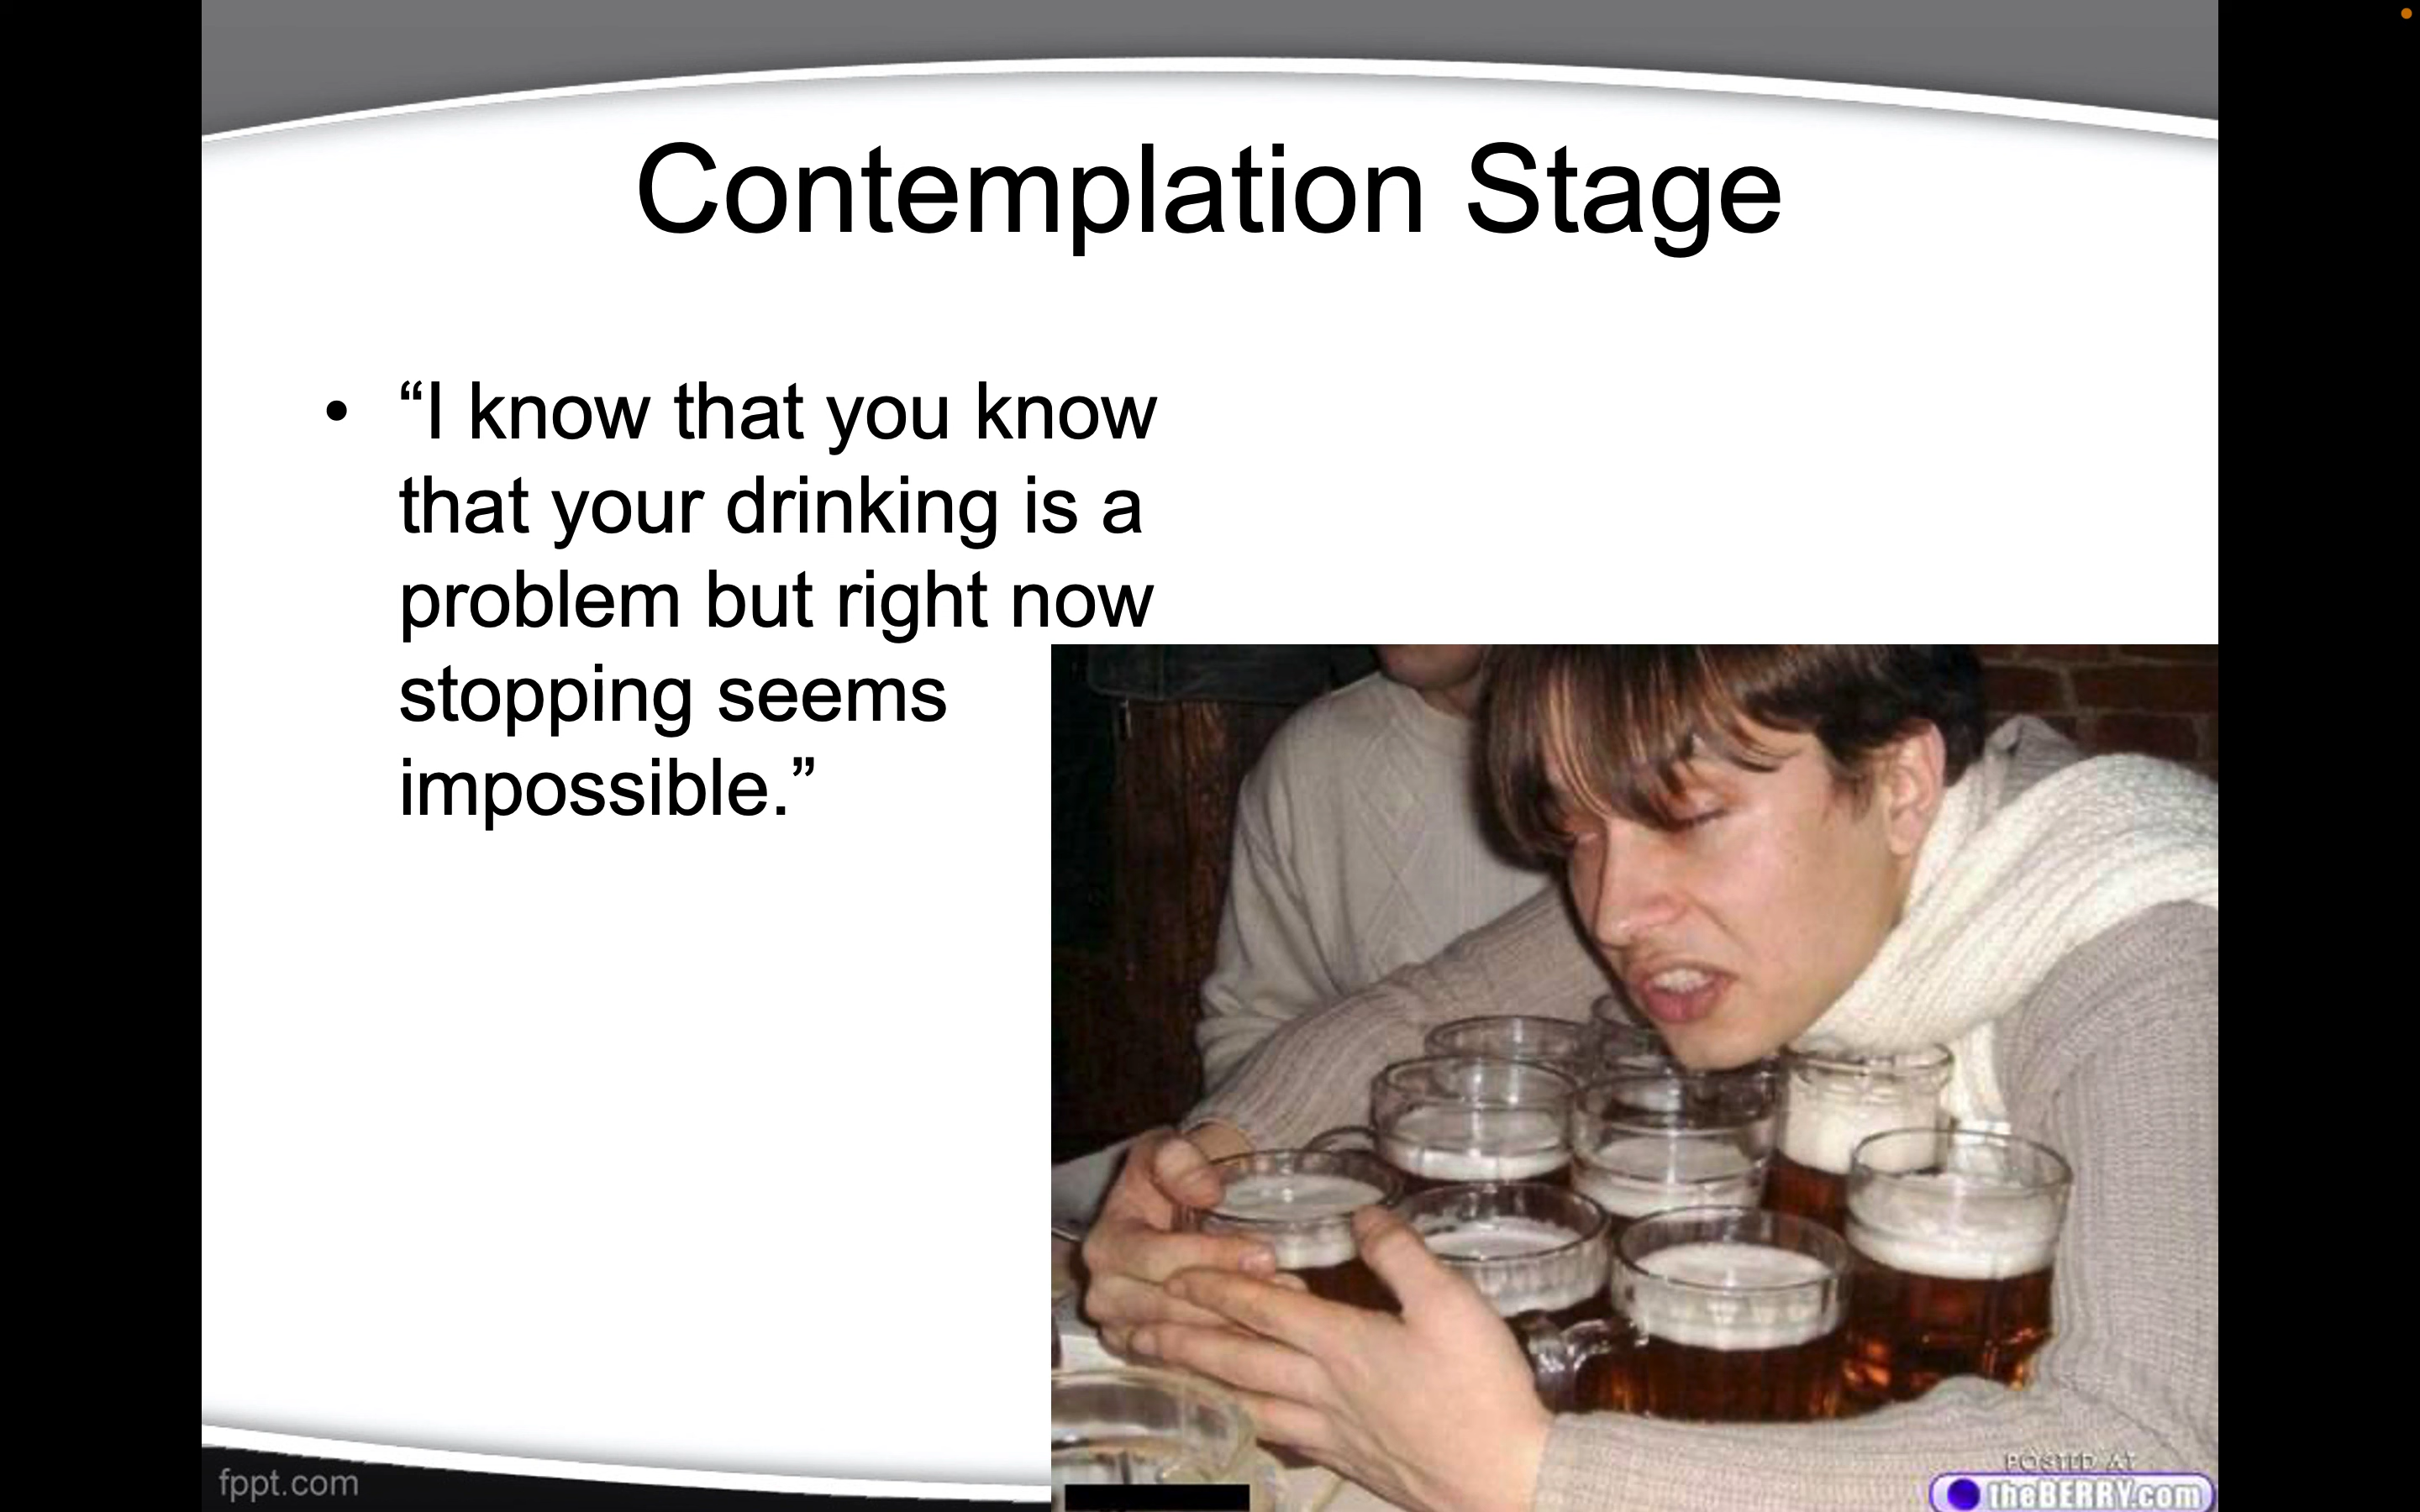 Contemplation Stage
• “I know that you know
that your drinking is a
problem but right now
stopping seems
impossible.”
POSTED AT
theBERRY.com
fppt.com